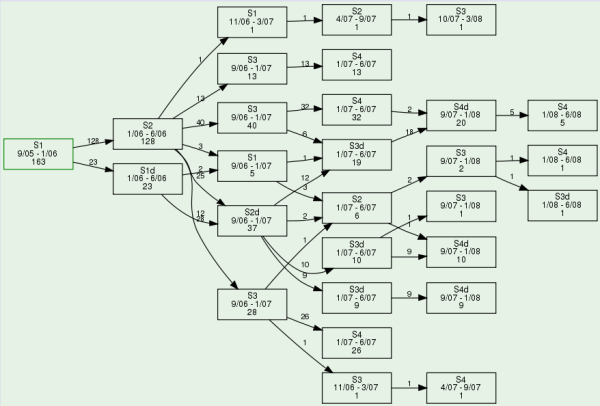 S1
9/05 - 1/06
163
128
23
S2
1/06 - 6/06
128
S1d
1/06 - 6/06
23
1
13
40
3
2
25
12
28
S1
11/06 - 3/07
1
S3
9/06 - 1/07
13
S3
9/06 - 1/07
40
S1
9/06 - 1/07
5
S2d
9/06 - 1/07
37
S3
9/06 - 1/07
28
1
13
32
6
1
3
12
2
10
9
1
26
1
S2
4/07 - 9/07
1
S4
1/07 - 6/07
13
S4
1/07 - 6/07
32
S3d
1/07 - 6/07
19
S2
1/07 - 6/07
6
S3d
1/07 - 6/07
10
S3d
1/07 - 6/07
9
S4
1/07 - 6/07
26
S3
11/06 - 3/07
1
1
2
18
2
1
1
9
9
1
S3
10/07 - 3/08
1
S4d
9/07 - 1/08
20
S3
9/07 - 1/08
2
S3
9/07 - 1/08
1
S4d
9/07 - 1/08
10
S4d
9/07 - 1/08
9
S4
4/07 - 9/07
1
5
1
1
S4
1/08 - 6/08
5
S4
1/08 - 6/08
1
S3d
1/08 - 6/08
1